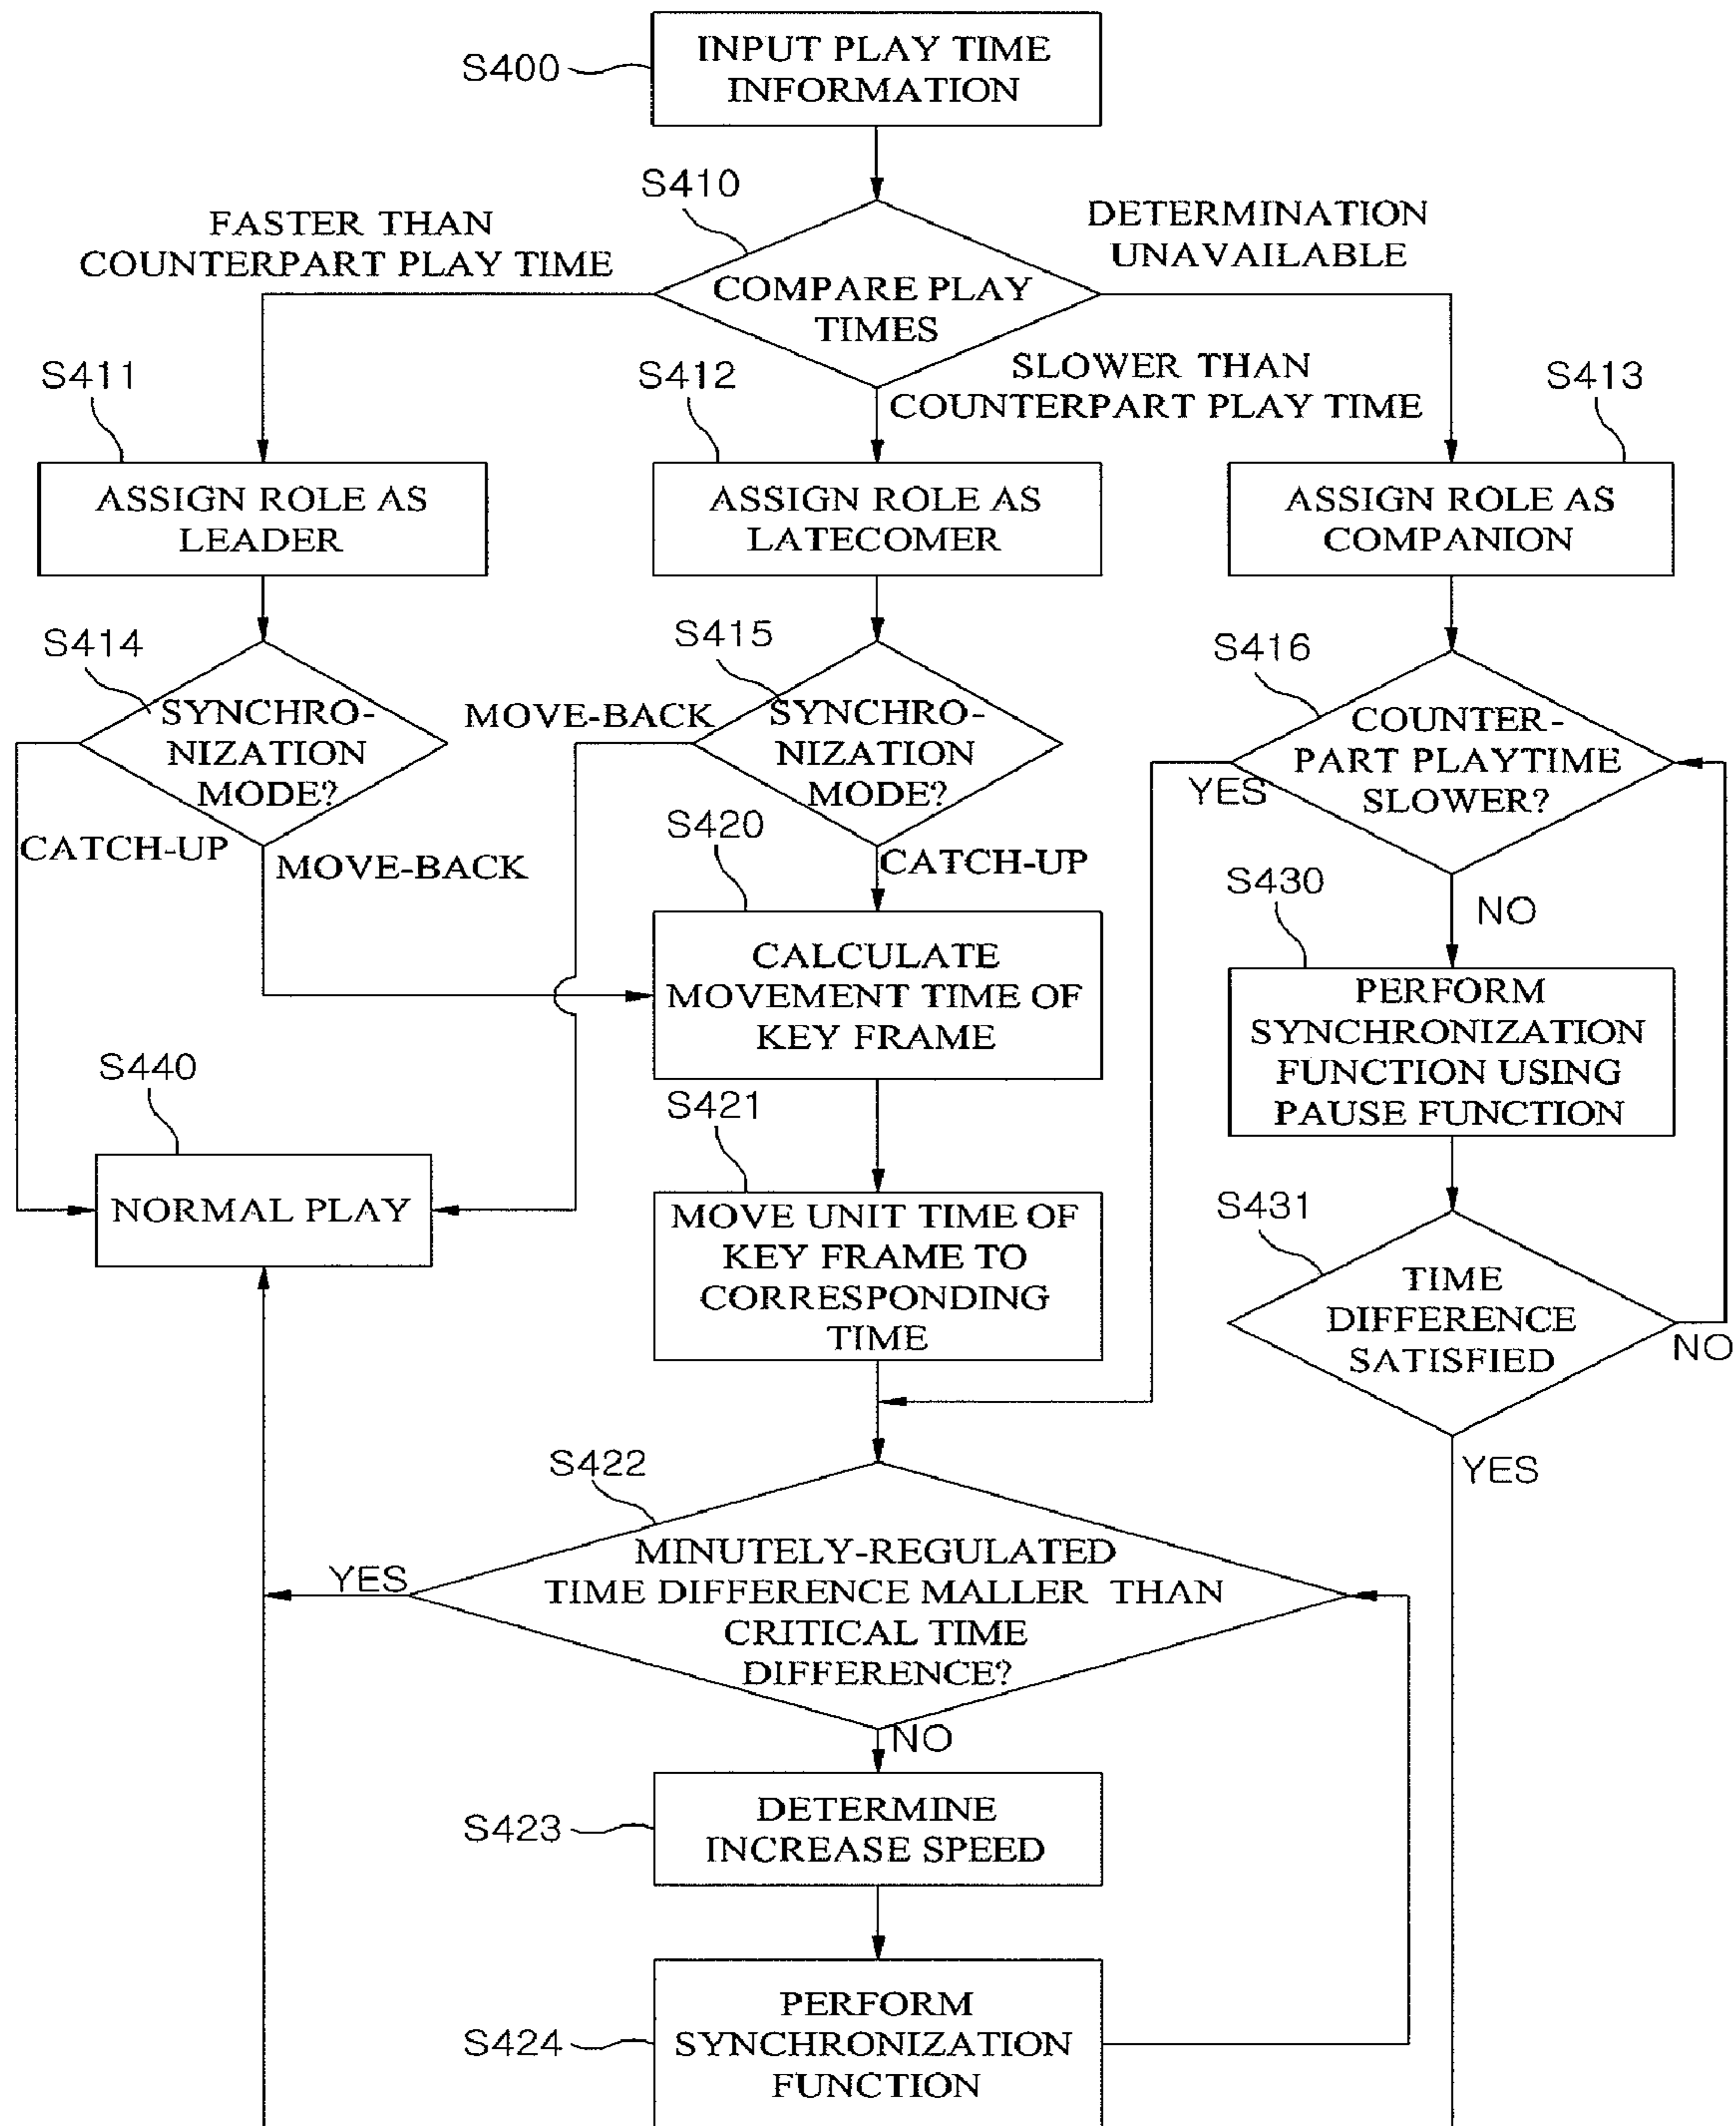 S400
INPUT PLAY TIME
INFORMATION
S410
FASTER THAN
COUNTERPART PLAY TIME
DETERMINATION
UNAVAILABLE
COMPARE PLAY
TIMES
SLOWER THAN
COUNTERPART PLAY TIME
S411
S412
S413
ASSIGN ROLE AS
LEADER
ASSIGN ROLE AS
LATECOMER
ASSIGN ROLE AS
COMPANION
S414
S415
S416
SYNCHRO-
NIZATION
MODE?
MOVE-BACK
SYNCHRO-
NIZATION
MODE?
COUNTER-
PART PLAYTIME
SLOWER?
YES
CATCH-UP
MOVE-BACK
S420
CATCH-UP
S430
NO
CALCULATE
MOVEMENT TIME OF
KEY FRAME
PERFORM
SYNCHRONIZATION
FUNCTION USING
PAUSE FUNCTION
S440
S421
NORMAL PLAY
MOVE UNIT TIME OF
KEY FRAME TO
CORRESPONDING
TIME
S431
TIME
DIFFERENCE
SATISFIED
NO
YES
S422
MINUTELY-REGULATED
TIME DIFFERENCE MALLER THAN
CRITICAL TIME
DIFFERENCE?
YES
NO
S423
DETERMINE
INCREASE SPEED
S424
PERFORM
SYNCHRONIZATION
FUNCTION